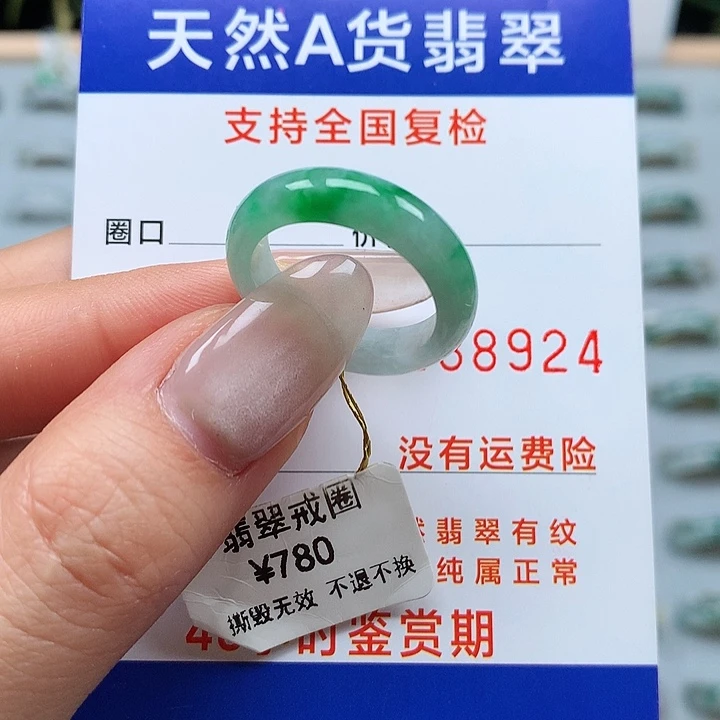 天然A货翡翠
支持全国复检
圈口
88924
没有运费险
翡翠有纹
纯属正常
翡翠戒圈
¥780
撕毁无效 不退不换
时鉴赏期